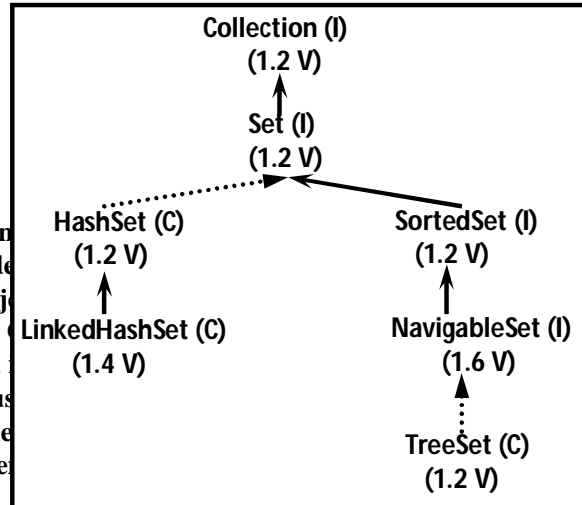 Collection (I)
(1.2 V)
Set (I)
(1.2 V)
HashSet (C)
(1.2 V)
SortedSet (I)
(1.2 V)
LinkedHashSet (C)
(1.4 V)
NavigableSet (I)
(1.6 V)
TreeSet (C)
(1.2 V)